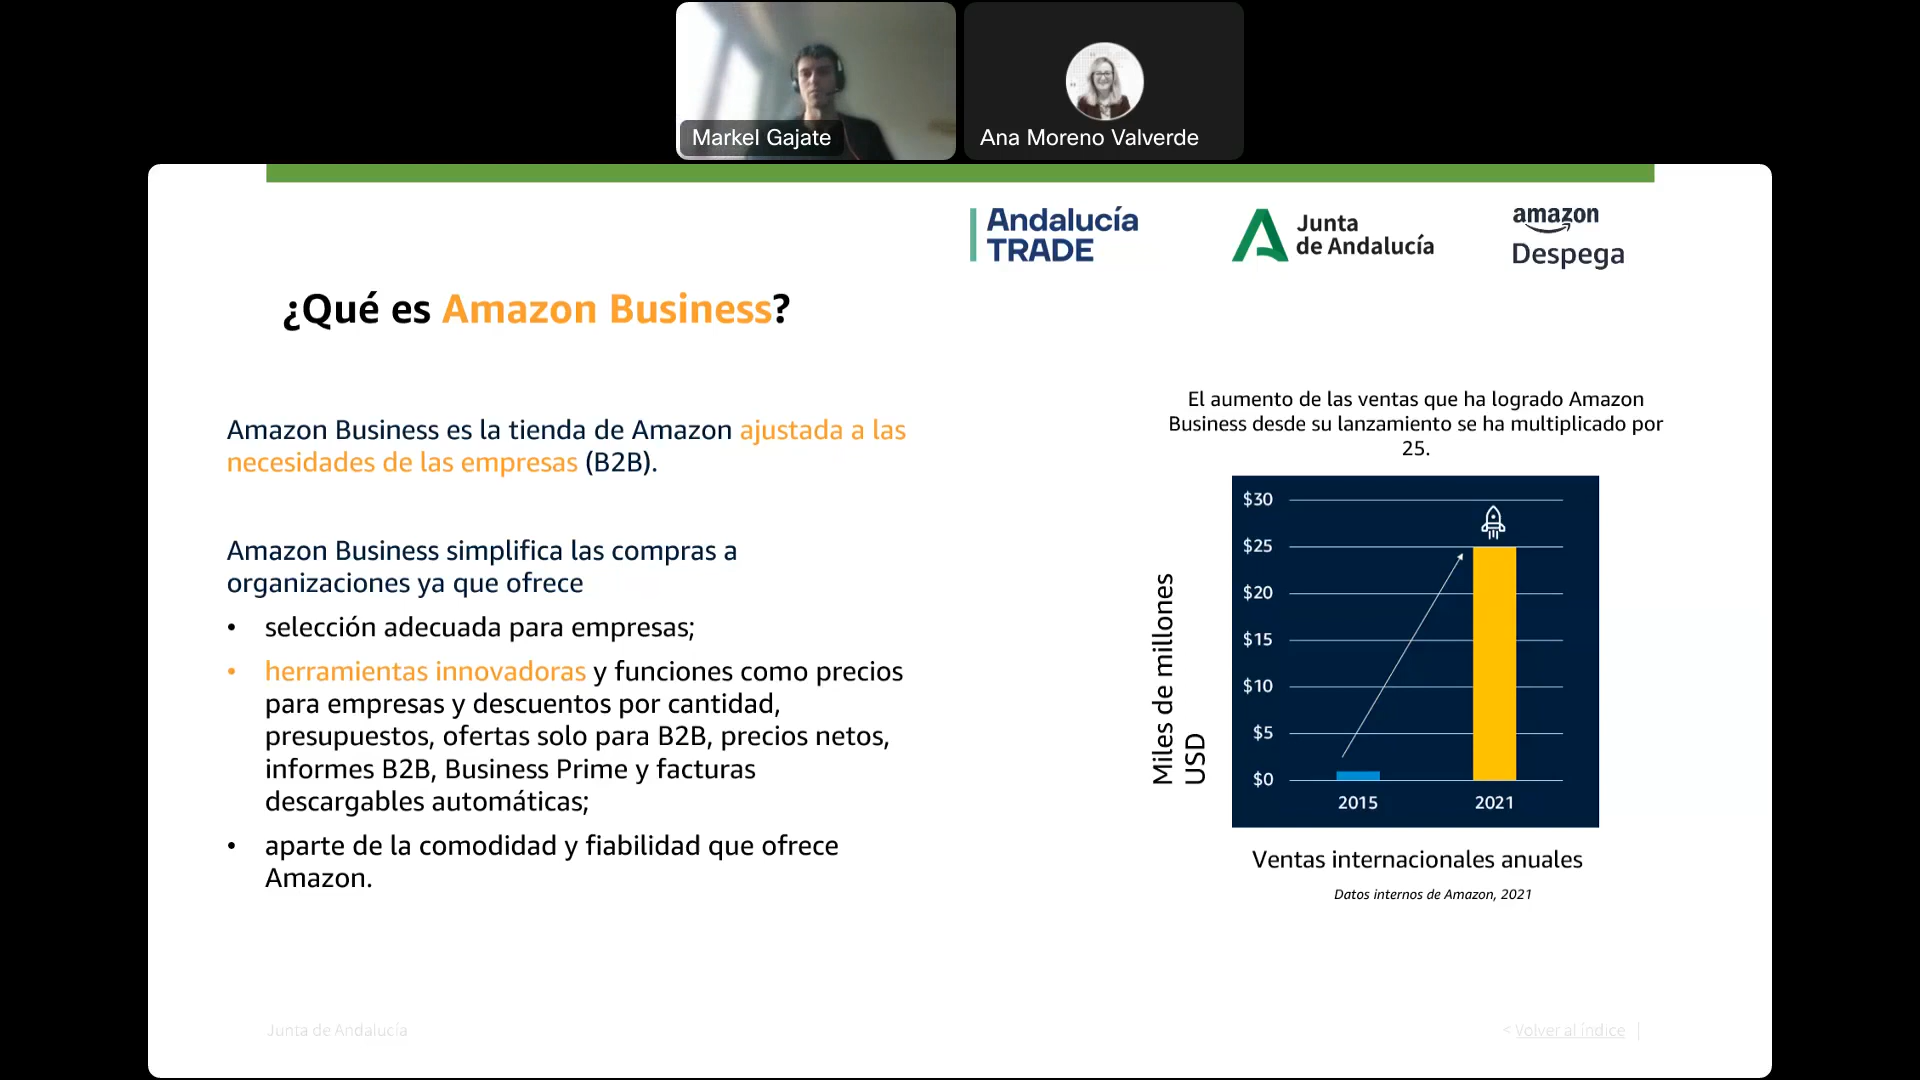 Markel Gajate
Ana Moreno Valverde
Andalucía
TRADE
Junta
de Andalucía
amazon
Despega
¿Qué es Amazon Business?
Amazon Business es la tienda de Amazon ajustada a las
necesidades de las empresas (B2B).
Amazon Business simplifica las compras a
organizaciones ya que ofrece
• selección adecuada para empresas;
• herramientas innovadoras y funciones como precios
para empresas y descuentos por cantidad,
presupuestos, ofertas solo para B2B, precios netos,
informes B2B, Business Prime y facturas
descargables automáticas;
• aparte de la comodidad y fiabilidad que ofrece
Amazon.
El aumento de las ventas que ha logrado Amazon
Business desde su lanzamiento se ha multiplicado por
25.
Miles de millones
USD
$30
$25
$20
$15
$10
$5
$0
2015
2021
Ventas internacionales anuales
Datos internos de Amazon, 2021
Junta de Andalucía
< Volver al índice |